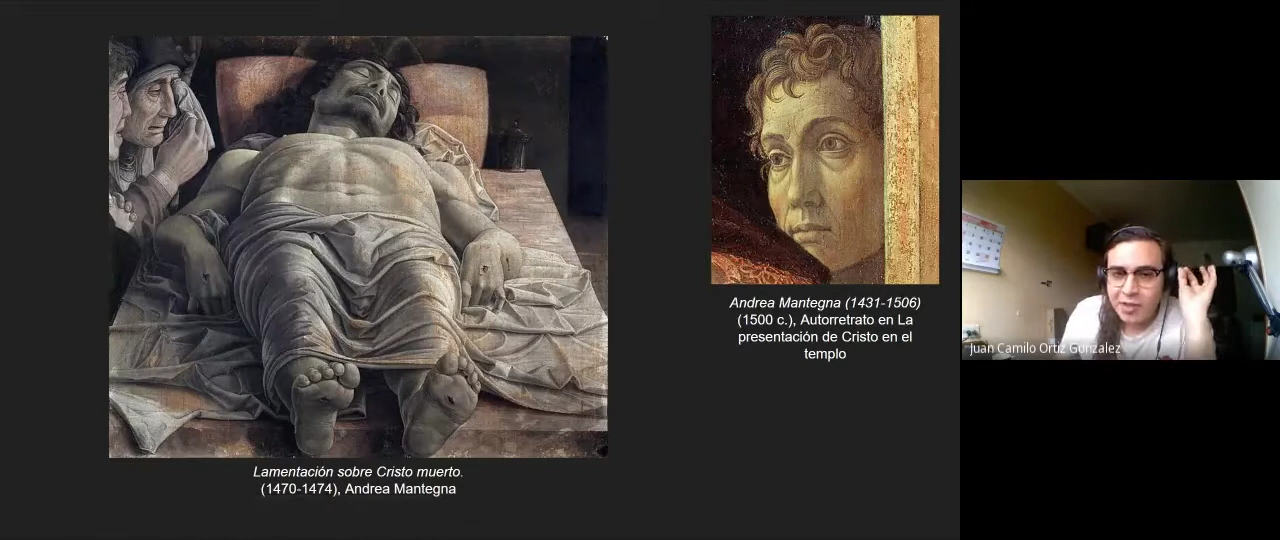 Lamentación sobre Cristo muerto.
(1470-1474), Andrea Mantegna
Andrea Mantegna (1431-1506)
(1500 c.), Autorretrato en La
presentación de Cristo en el
templo
Juan Camilo Ortiz Gonzalez